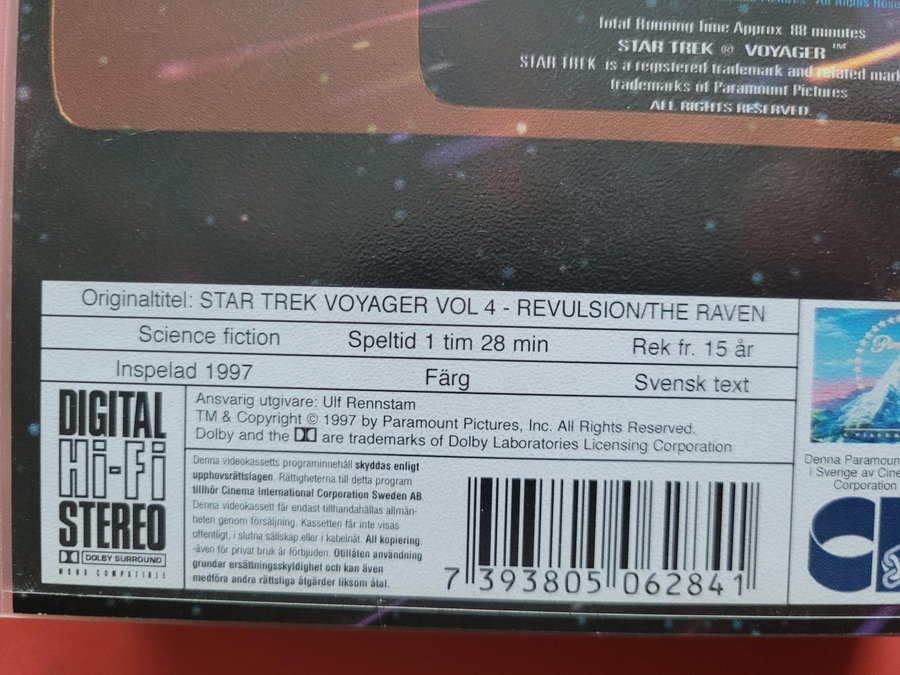 All Rights Rese
Total Running Time Approx 88 minutes
STAR TREK ® VOYAGER ™
STAR TREK is a registered trademark and related mark
trademarks of Paramount Pictures
ALL RIGHTS RESERVED.
Originaltitel: STAR TREK VOYAGER VOL 4 - REVULSION/THE RAVEN
Science fiction Speltid 1 tim 28 min Rek fr. 15 år
Inspelad 1997 Färg Svensk text
DIGITAL
Hi-Fi
STEREO
DOLBY SURROUND
MONO COMPATIBLE
Ansvarig utgivare: Ulf Rennstam
TM & Copyright © 1997 by Paramount Pictures, Inc. All Rights Reserved.
Dolby and the are trademarks of Dolby Laboratories Licensing Corporation
Denna videokassetts programinnehåll skyddas enligt
upphovsrättslagen. Rättigheterna till detta program
tillhör Cinema International Corporation Sweden AB.
Denna videokassett får endast tillhandahållas allmän-
heten genom försäljning. Kassetten får inte visas
offentligt, i slutna sällskap eller i kabelnät. All kopiering
-även för privat bruk är förbjuden. Otillåten användning
grundar ersättningsskyldighet och kan även
medföra andra rättsliga åtgärder liksom åtal.
7 393805 062841
Denna Paramoun
i Sverige av Cine
Corporation